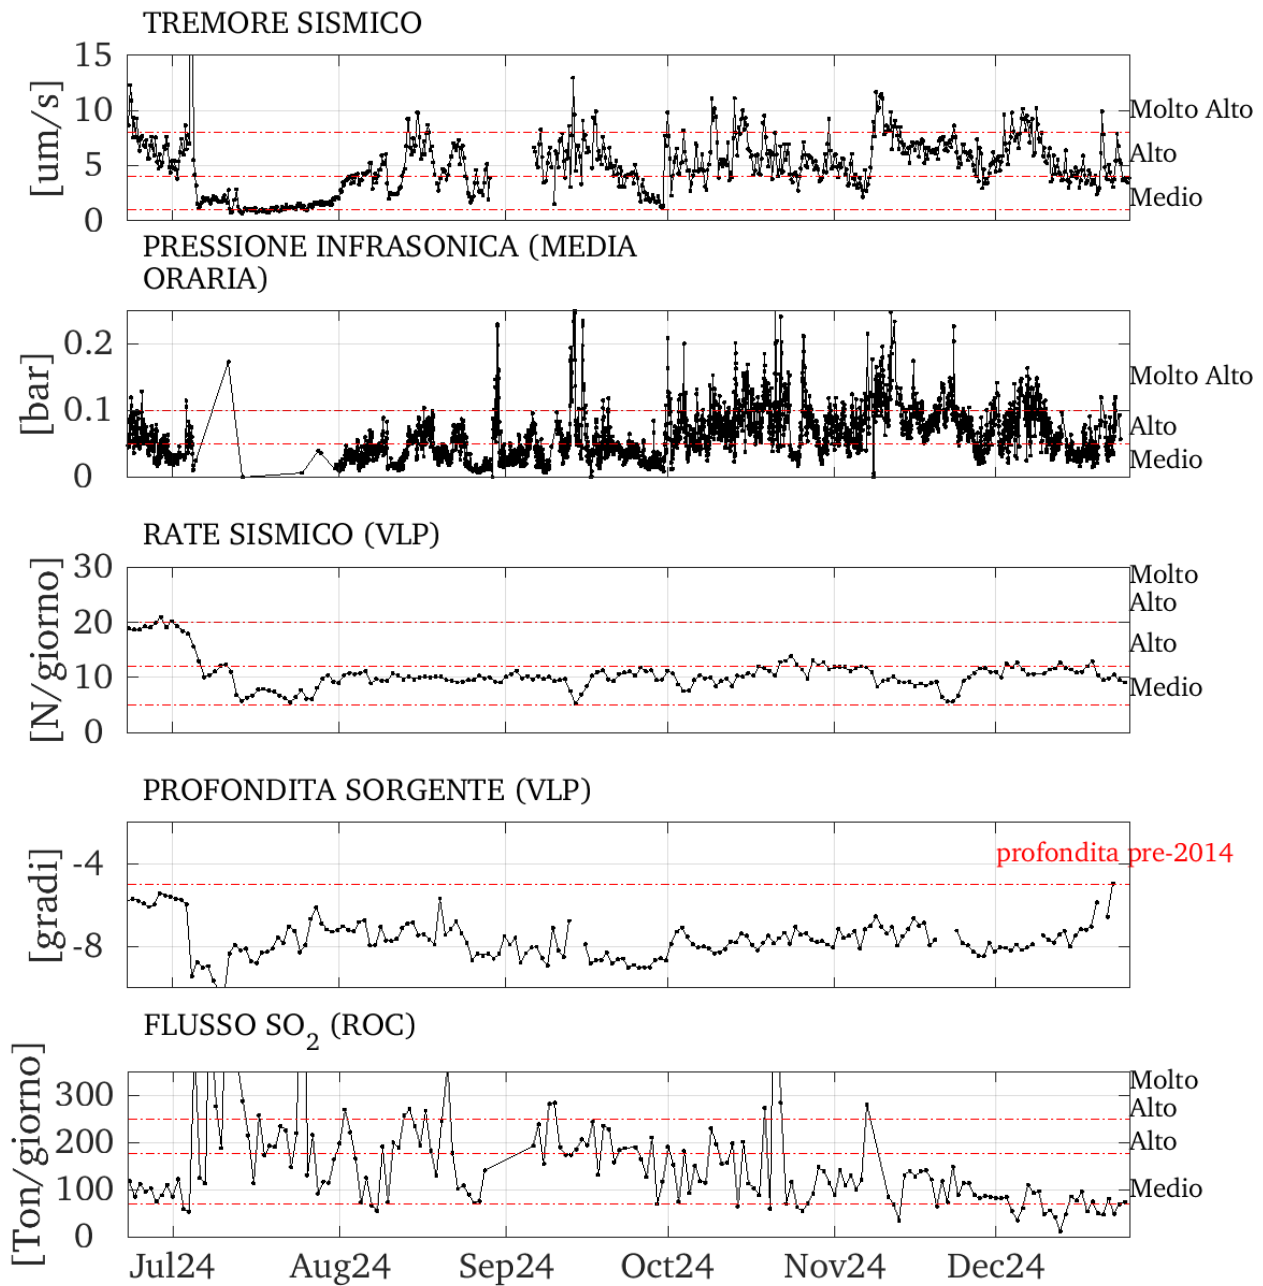 TREMORE SISMICO
15
10
5
0
[um/s]
Molto Alto
Alto
Medio
PRESSIONE INFRASONICA (MEDIA
ORARIA)
0.2
0.1
0
[bar]
Molto Alto
Alto
Medio
RATE SISMICO (VLP)
30
20
10
0
[N/giorno]
Molto
Alto
Alto
Medio
PROFONDITA SORGENTE (VLP)
-4
-8
[gradi]
profondita pre-2014
FLUSSO SO2 (ROC)
300
200
100
0
[Ton/giorno]
Molto
Alto
Alto
Medio
Jul24 Aug24 Sep24 Oct24 Nov24 Dec24